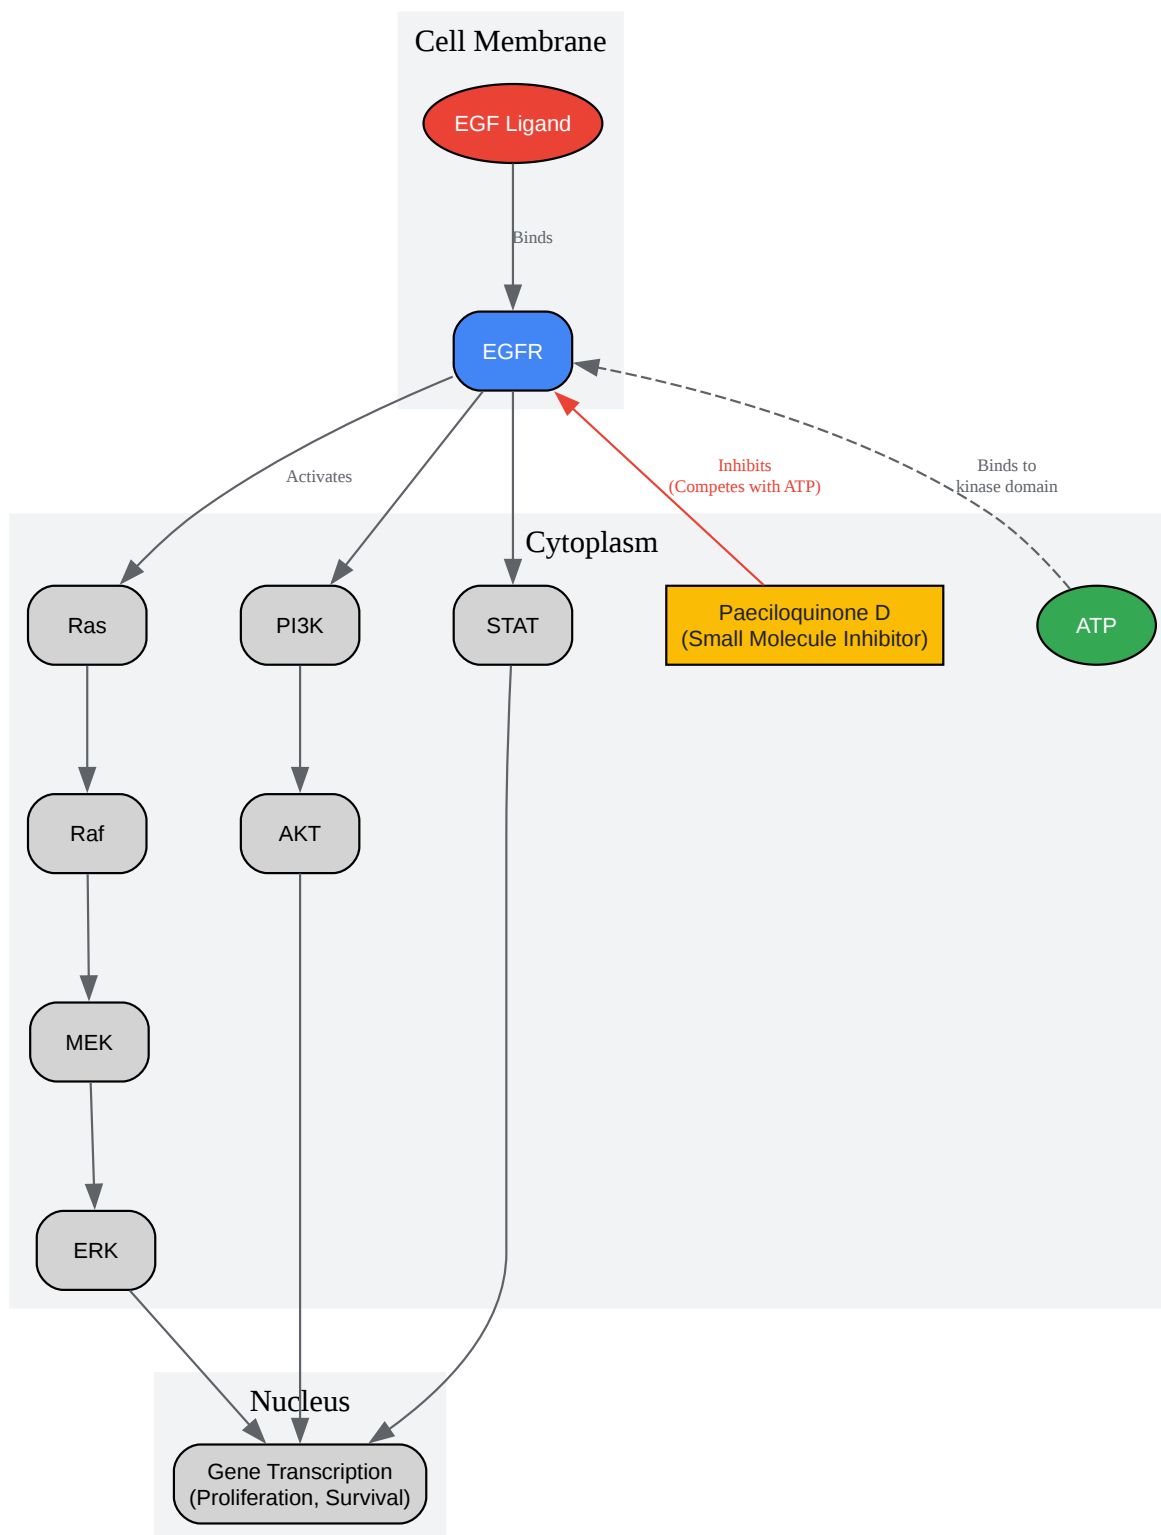 Cell Membrane
EGF Ligand
Binds
EGFR
Activates
Inhibits
(Competes with ATP)
Binds to
kinase domain
Cytoplasm
Ras
PI3K
STAT
Paeciloquinone D
(Small Molecule Inhibitor)
ATP
Raf
AKT
MEK
ERK
Nucleus
Gene Transcription
(Proliferation, Survival)